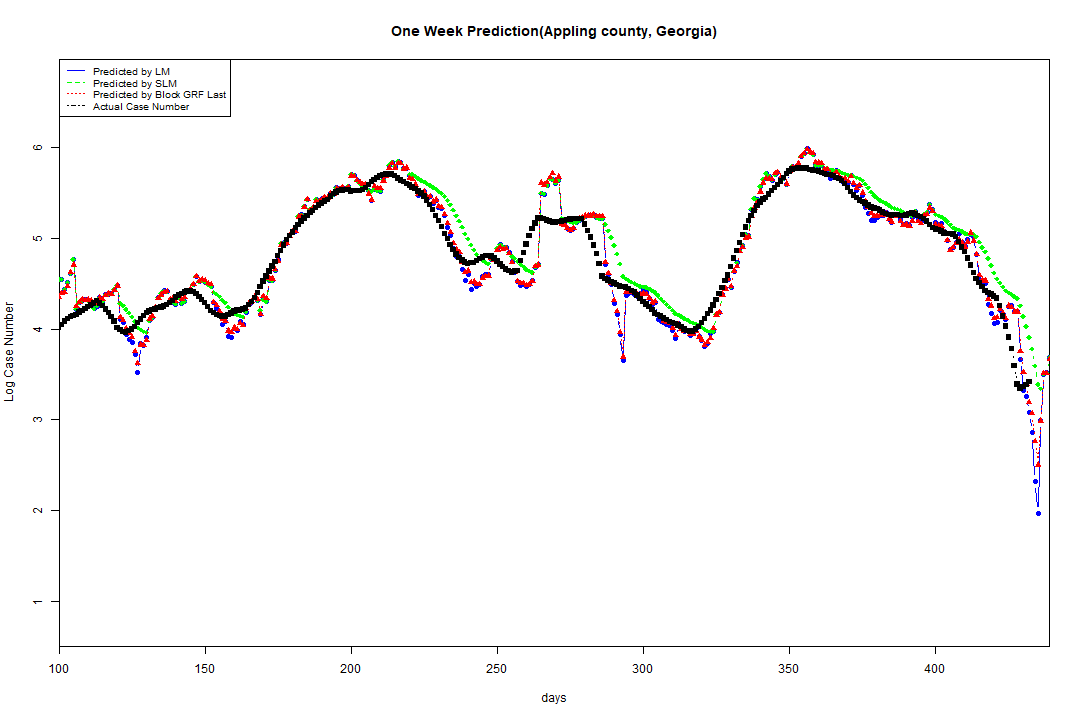 One Week Prediction(Appling county, Georgia)
Predicted by LM
Predicted by SLM
Predicted by Block GRF Last
Actual Case Number
6
5
4
3
2
1
Log Case Number
100 150 200 250 300 350 400
days